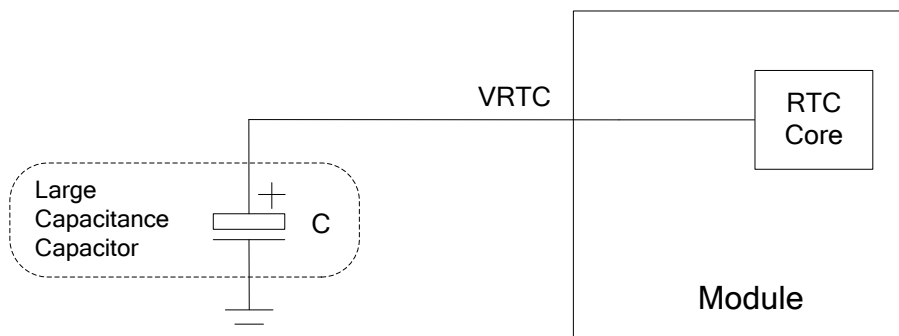 VRTC
RTC
Core
Large
Capacitance
Capacitor
+
C
Module